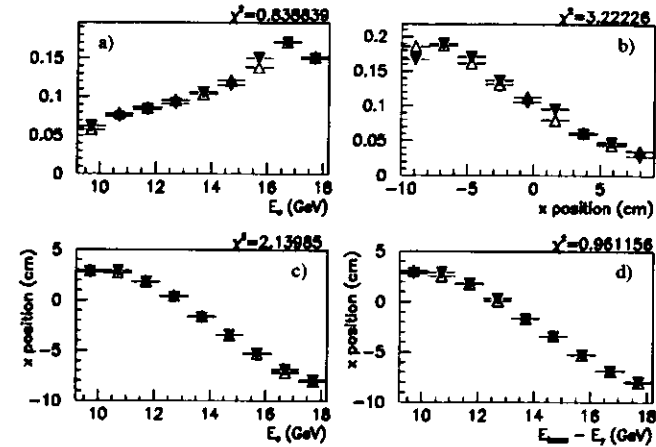 χ²=0.838839
a)
0.15
0.1
0.05
0
10 12 14 16 18
E_e (GeV)
χ²=3.22226
b)
0.2
0.15
0.1
0.05
0
-10 -5 0 5
x position (cm)
χ²=2.13985
c)
x position (cm)
5
0
-5
-10
10 12 14 16 18
E_e (GeV)
χ²=0.961156
d)
x position (cm)
5
0
-5
-10
10 12 14 16 18
- E_γ (GeV)